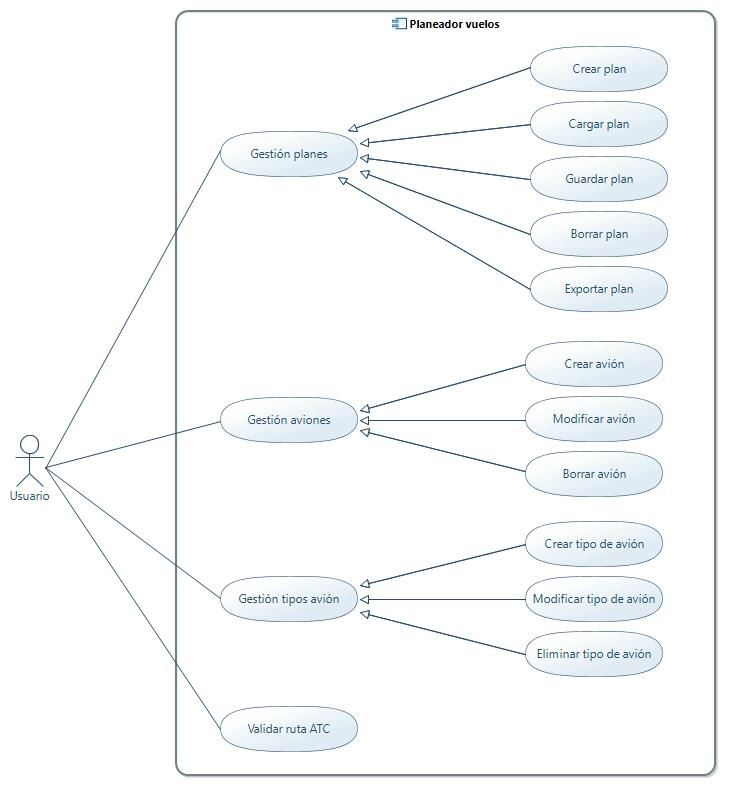 Planeador vuelos
Crear plan
Cargar plan
Gestión planes
Guardar plan
Borrar plan
Exportar plan
Crear avión
Gestión aviones
Modificar avión
Borrar avión
Usuario
Crear tipo de avión
Gestión tipos avión
Modificar tipo de avión
Eliminar tipo de avión
Validar ruta ATC